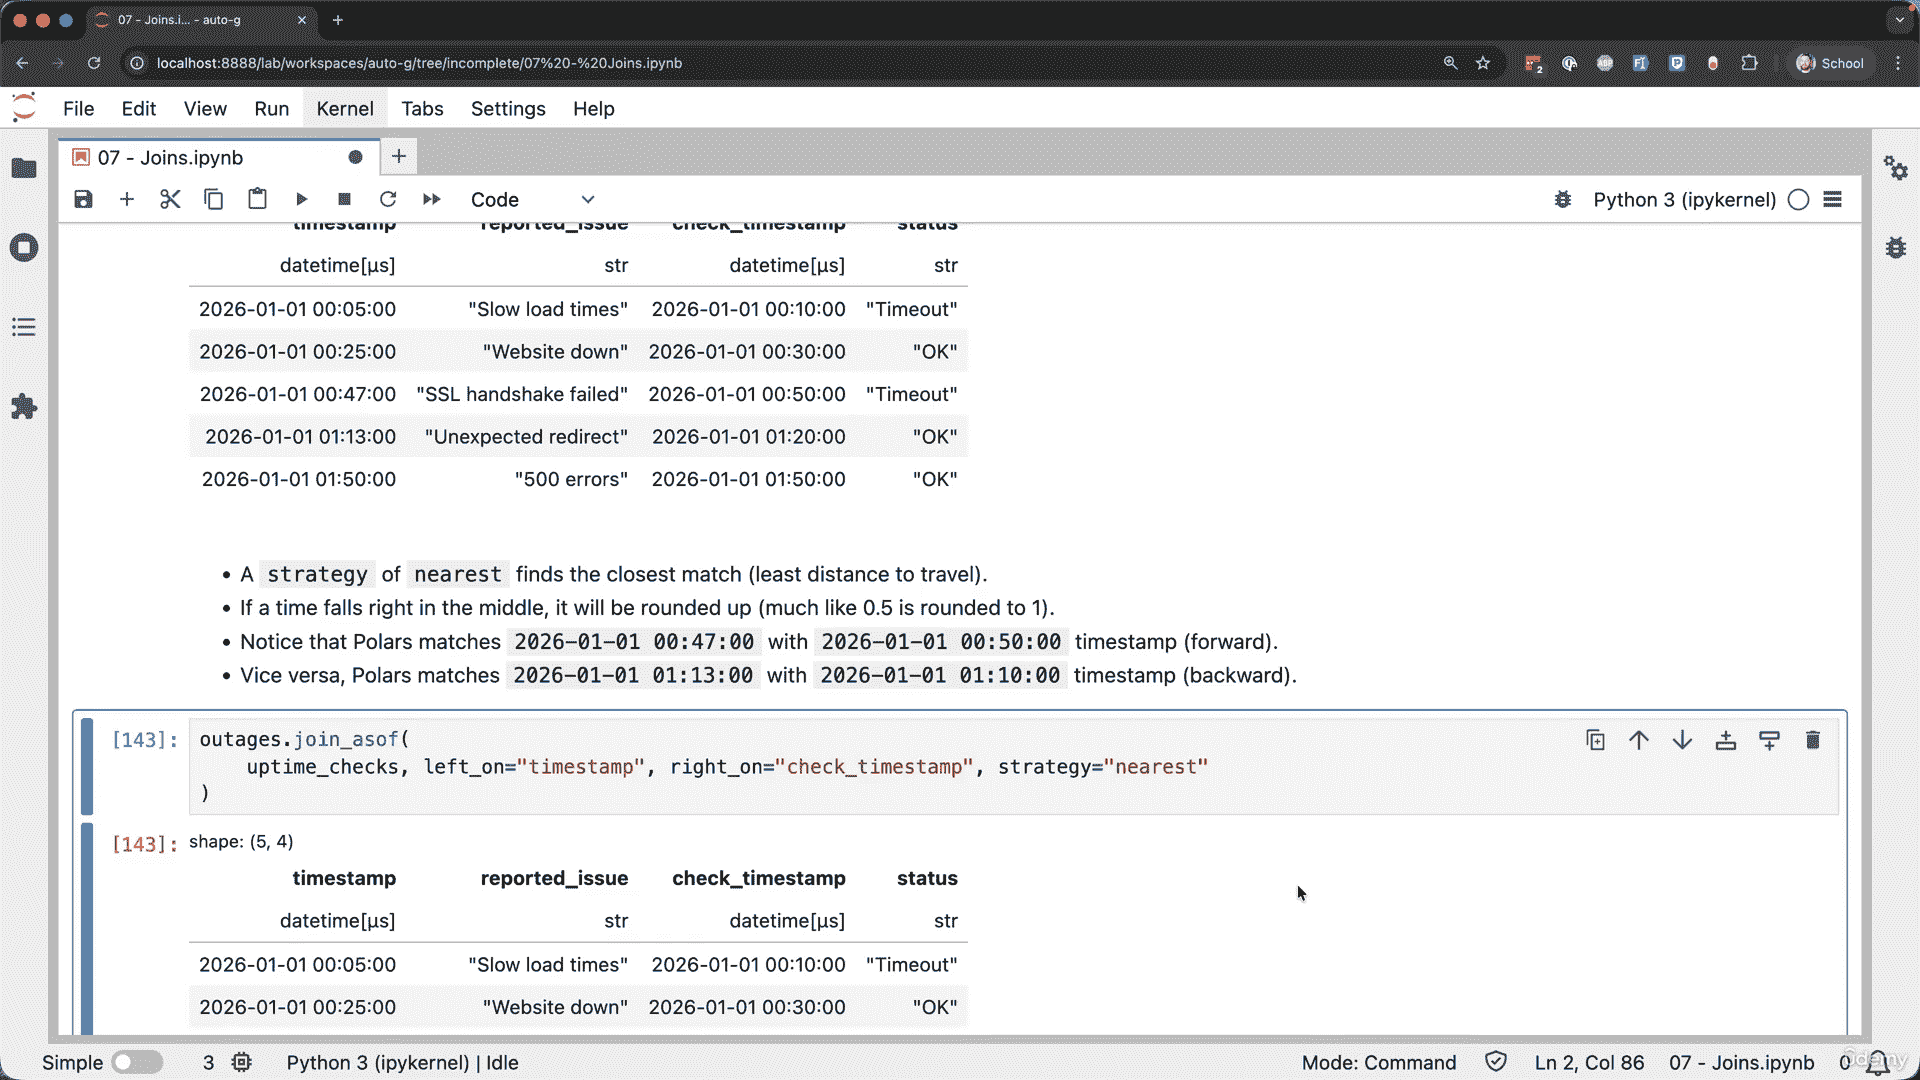 07 - Joins.i... - auto-g
localhost:8888/lab/workspaces/auto-g/tree/incomplete/07%20-%20Joins.ipynb
2
School
File Edit View Run Kernel Tabs Settings Help
07 - Joins.ipynb
Code
Python 3 (ipykernel)
timestamp reported_issue check_timestamp status
datetime[μs] str datetime[μs] str
2026-01-01 00:05:00 "Slow load times" 2026-01-01 00:10:00 "Timeout"
2026-01-01 00:25:00 "Website down" 2026-01-01 00:30:00 "OK"
2026-01-01 00:47:00 "SSL handshake failed" 2026-01-01 00:50:00 "Timeout"
2026-01-01 01:13:00 "Unexpected redirect" 2026-01-01 01:20:00 "OK"
2026-01-01 01:50:00 "500 errors" 2026-01-01 01:50:00 "OK"
• A strategy of nearest finds the closest match (least distance to travel).
• If a time falls right in the middle, it will be rounded up (much like 0.5 is rounded to 1).
• Notice that Polars matches 2026-01-01 00:47:00 with 2026-01-01 00:50:00 timestamp (forward).
• Vice versa, Polars matches 2026-01-01 01:13:00 with 2026-01-01 01:10:00 timestamp (backward).
[143]: outages.join_asof(
uptime_checks, left_on="timestamp", right_on="check_timestamp", strategy="nearest"
)
[143]: shape: (5, 4)
timestamp reported_issue check_timestamp status
datetime[μs] str datetime[μs] str
2026-01-01 00:05:00 "Slow load times" 2026-01-01 00:10:00 "Timeout"
2026-01-01 00:25:00 "Website down" 2026-01-01 00:30:00 "OK"
Simple 3 Python 3 (ipykernel) | Idle Mode: Command Ln 2, Col 86 07 - Joins.ipynb 0
Udemy